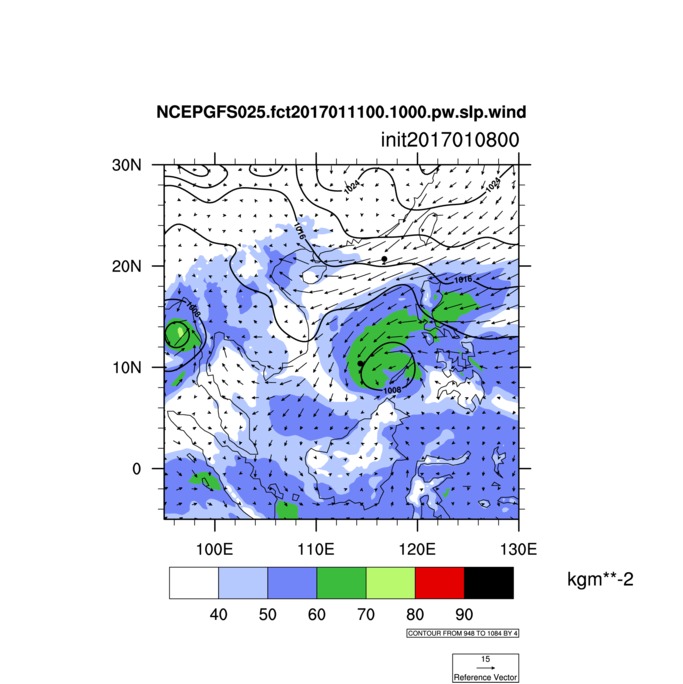 NCEPGFS025.fct2017011100.1000.pw.slp.wind
init2017010800
30N
1024
1024
1016
20N
1016
1008
10N
1008
0
100E 110E 120E 130E
kgm**-2
40 50 60 70 80 90
CONTOUR FROM 948 TO 1084 BY 4
15
Reference Vector